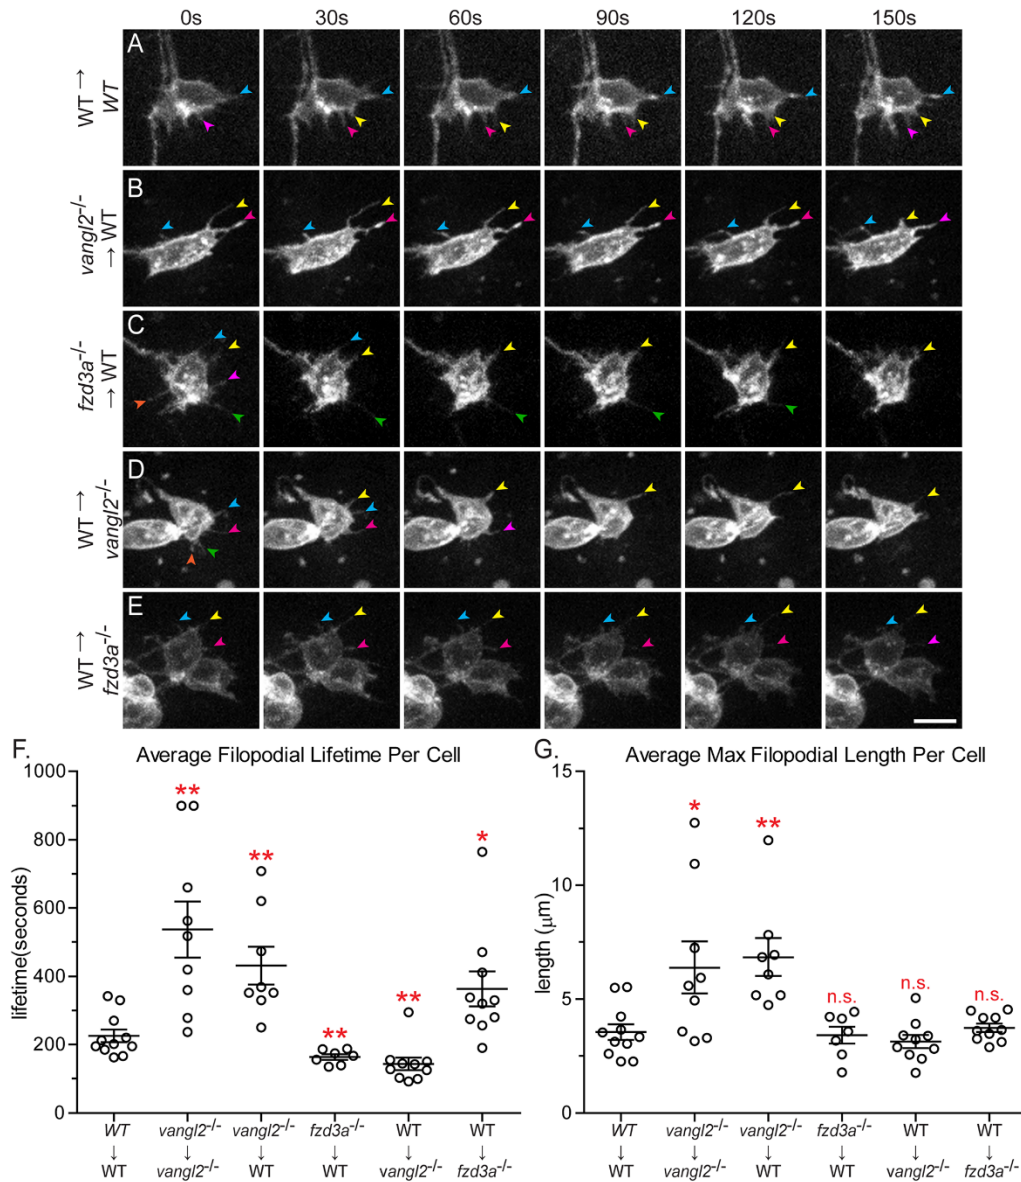 0s 30s 60s 90s 120s 150s
A
WT →
WT
B
vangl2-/-
→ WT
C
fzd3a-/-
→ WT
D
WT →
vangl2-/-
E
WT →
fzd3a-/-
F.
Average Filopodial Lifetime Per Cell
lifetime(seconds)
1000
800
600
400
200
0
** ** ** ** *
WT vangl2-/- vangl2-/- fzd3a-/- WT WT
↓ ↓ ↓ ↓ ↓ ↓
WT vangl2-/- WT WT vangl2-/- fzd3a-/-
G.
Average Max Filopodial Length Per Cell
length (μm)
15
10
5
0
* ** n.s. n.s. n.s.
WT vangl2-/- vangl2-/- fzd3a-/- WT WT
↓ ↓ ↓ ↓ ↓ ↓
WT vangl2-/- WT WT vangl2-/- fzd3a-/-